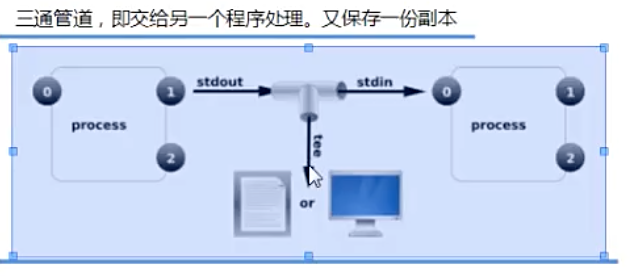 三通管道，即交给另一个程序处理。又保存一份副本
0 1 stdout stdin 0 1
process tee process
2 2
or